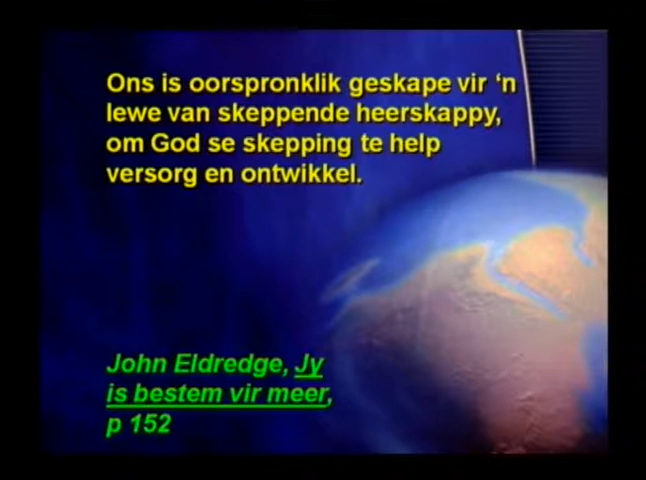 Ons is oorspronklik geskape vir ‘n
lewe van skeppende heerskappy,
om God se skepping te help
versorg en ontwikkel.
John Eldredge, Jy
is bestem vir meer,
p 152